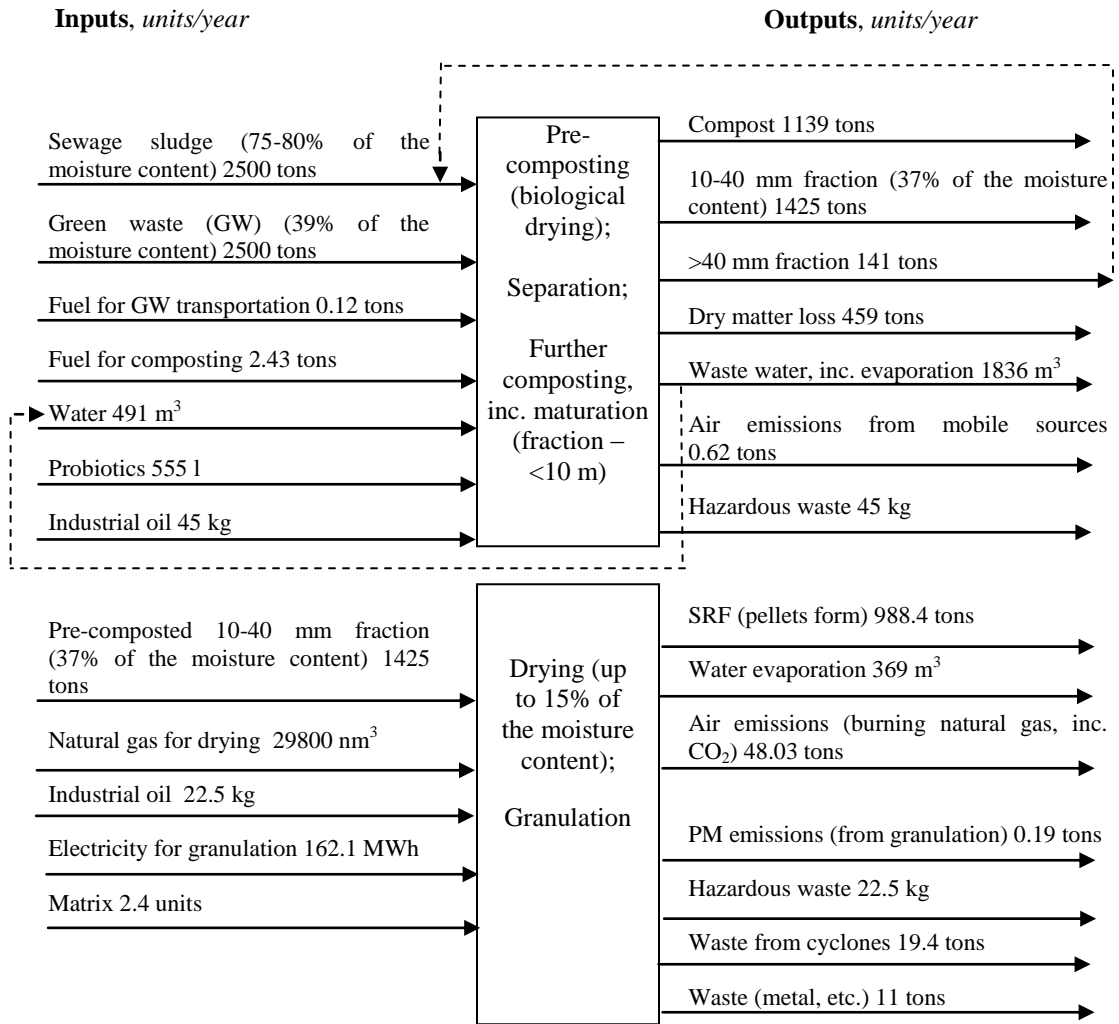 Inputs, units/year
Outputs, units/year
Sewage sludge (75-80% of the
moisture content) 2500 tons
Green waste (GW) (39% of the
moisture content) 2500 tons
Fuel for GW transportation 0.12 tons
Fuel for composting 2.43 tons
Water 491 m³
Probiotics 555 l
Industrial oil 45 kg
Pre-
composting
(biological
drying);
Separation;
Further
composting,
inc. maturation
(fraction –
<10 m)
Compost 1139 tons
10-40 mm fraction (37% of the moisture
content) 1425 tons
>40 mm fraction 141 tons
Dry matter loss 459 tons
Waste water, inc. evaporation 1836 m³
Air emissions from mobile sources
0.62 tons
Hazardous waste 45 kg
Pre-composted 10-40 mm fraction
(37% of the moisture content) 1425
tons
Natural gas for drying 29800 nm³
Industrial oil 22.5 kg
Electricity for granulation 162.1 MWh
Matrix 2.4 units
Drying (up
to 15% of
the moisture
content);
Granulation
SRF (pellets form) 988.4 tons
Water evaporation 369 m³
Air emissions (burning natural gas, inc.
CO₂) 48.03 tons
PM emissions (from granulation) 0.19 tons
Hazardous waste 22.5 kg
Waste from cyclones 19.4 tons
Waste (metal, etc.) 11 tons